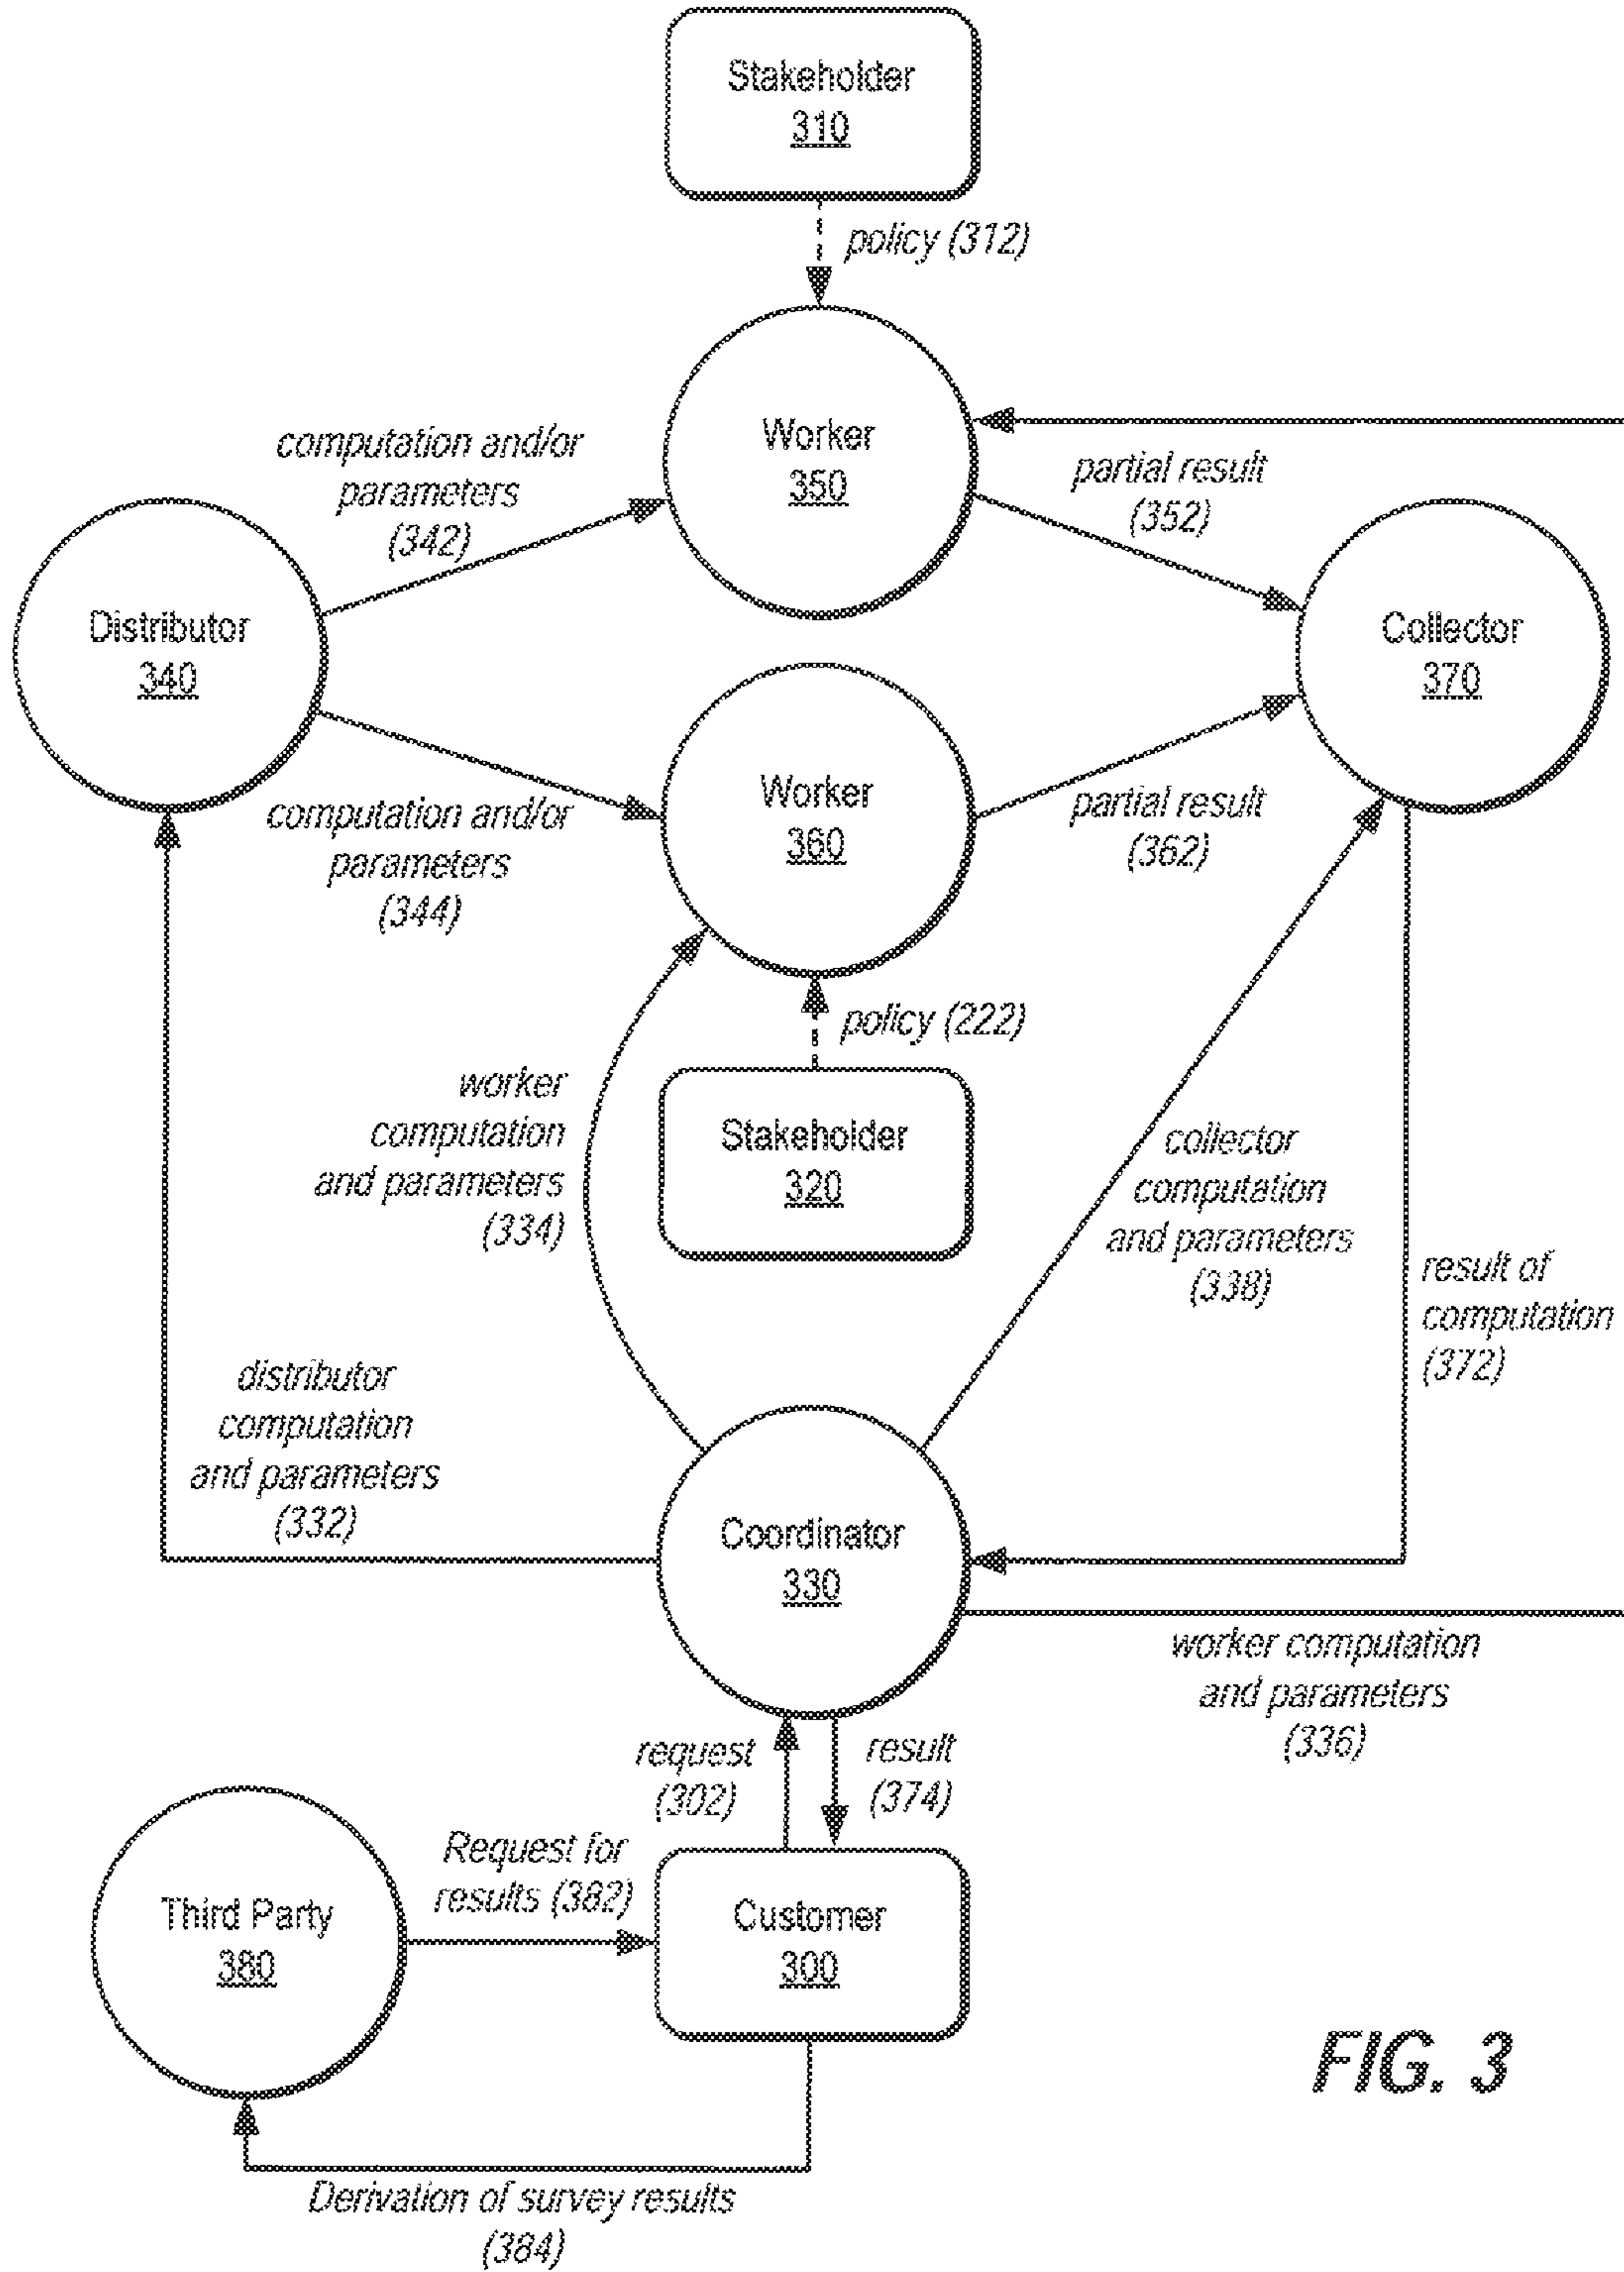 Stakeholder
310
policy (312)
Worker
350
computation and/or
parameters
(342)
partial result
(352)
Distributor
340
Collector
370
Worker
360
computation and/or
parameters
(344)
partial result
(362)
policy (222)
Stakeholder
320
worker
computation
and parameters
(334)
collector
computation
and parameters
(338)
result of
computation
(372)
distributor
computation
and parameters
(332)
Coordinator
330
worker computation
and parameters
(336)
request
(302)
result
(374)
Third Party
380
Request for
results (382)
Customer
300
Derivation of survey results
(384)
FIG. 3